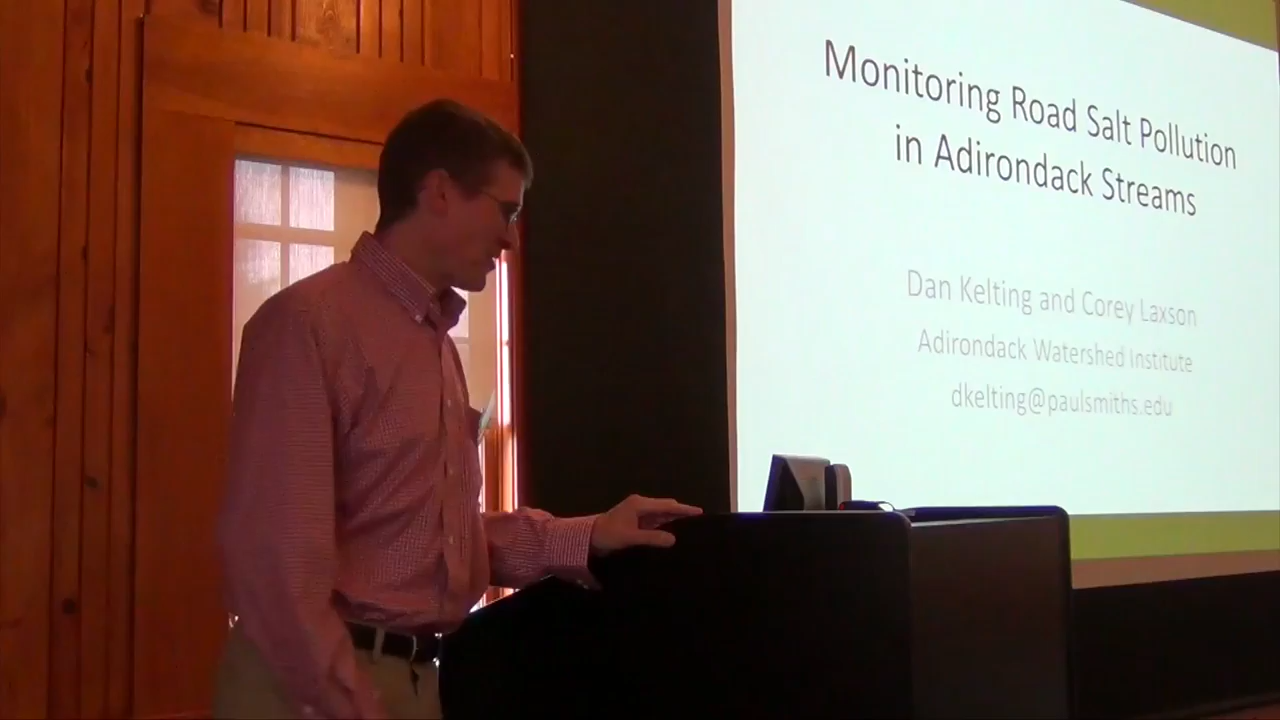 Monitoring Road Salt Pollution
in Adirondack Streams
Dan Kelting and Corey Laxson
Adirondack Watershed Institute
dkelting@paulsmiths.edu